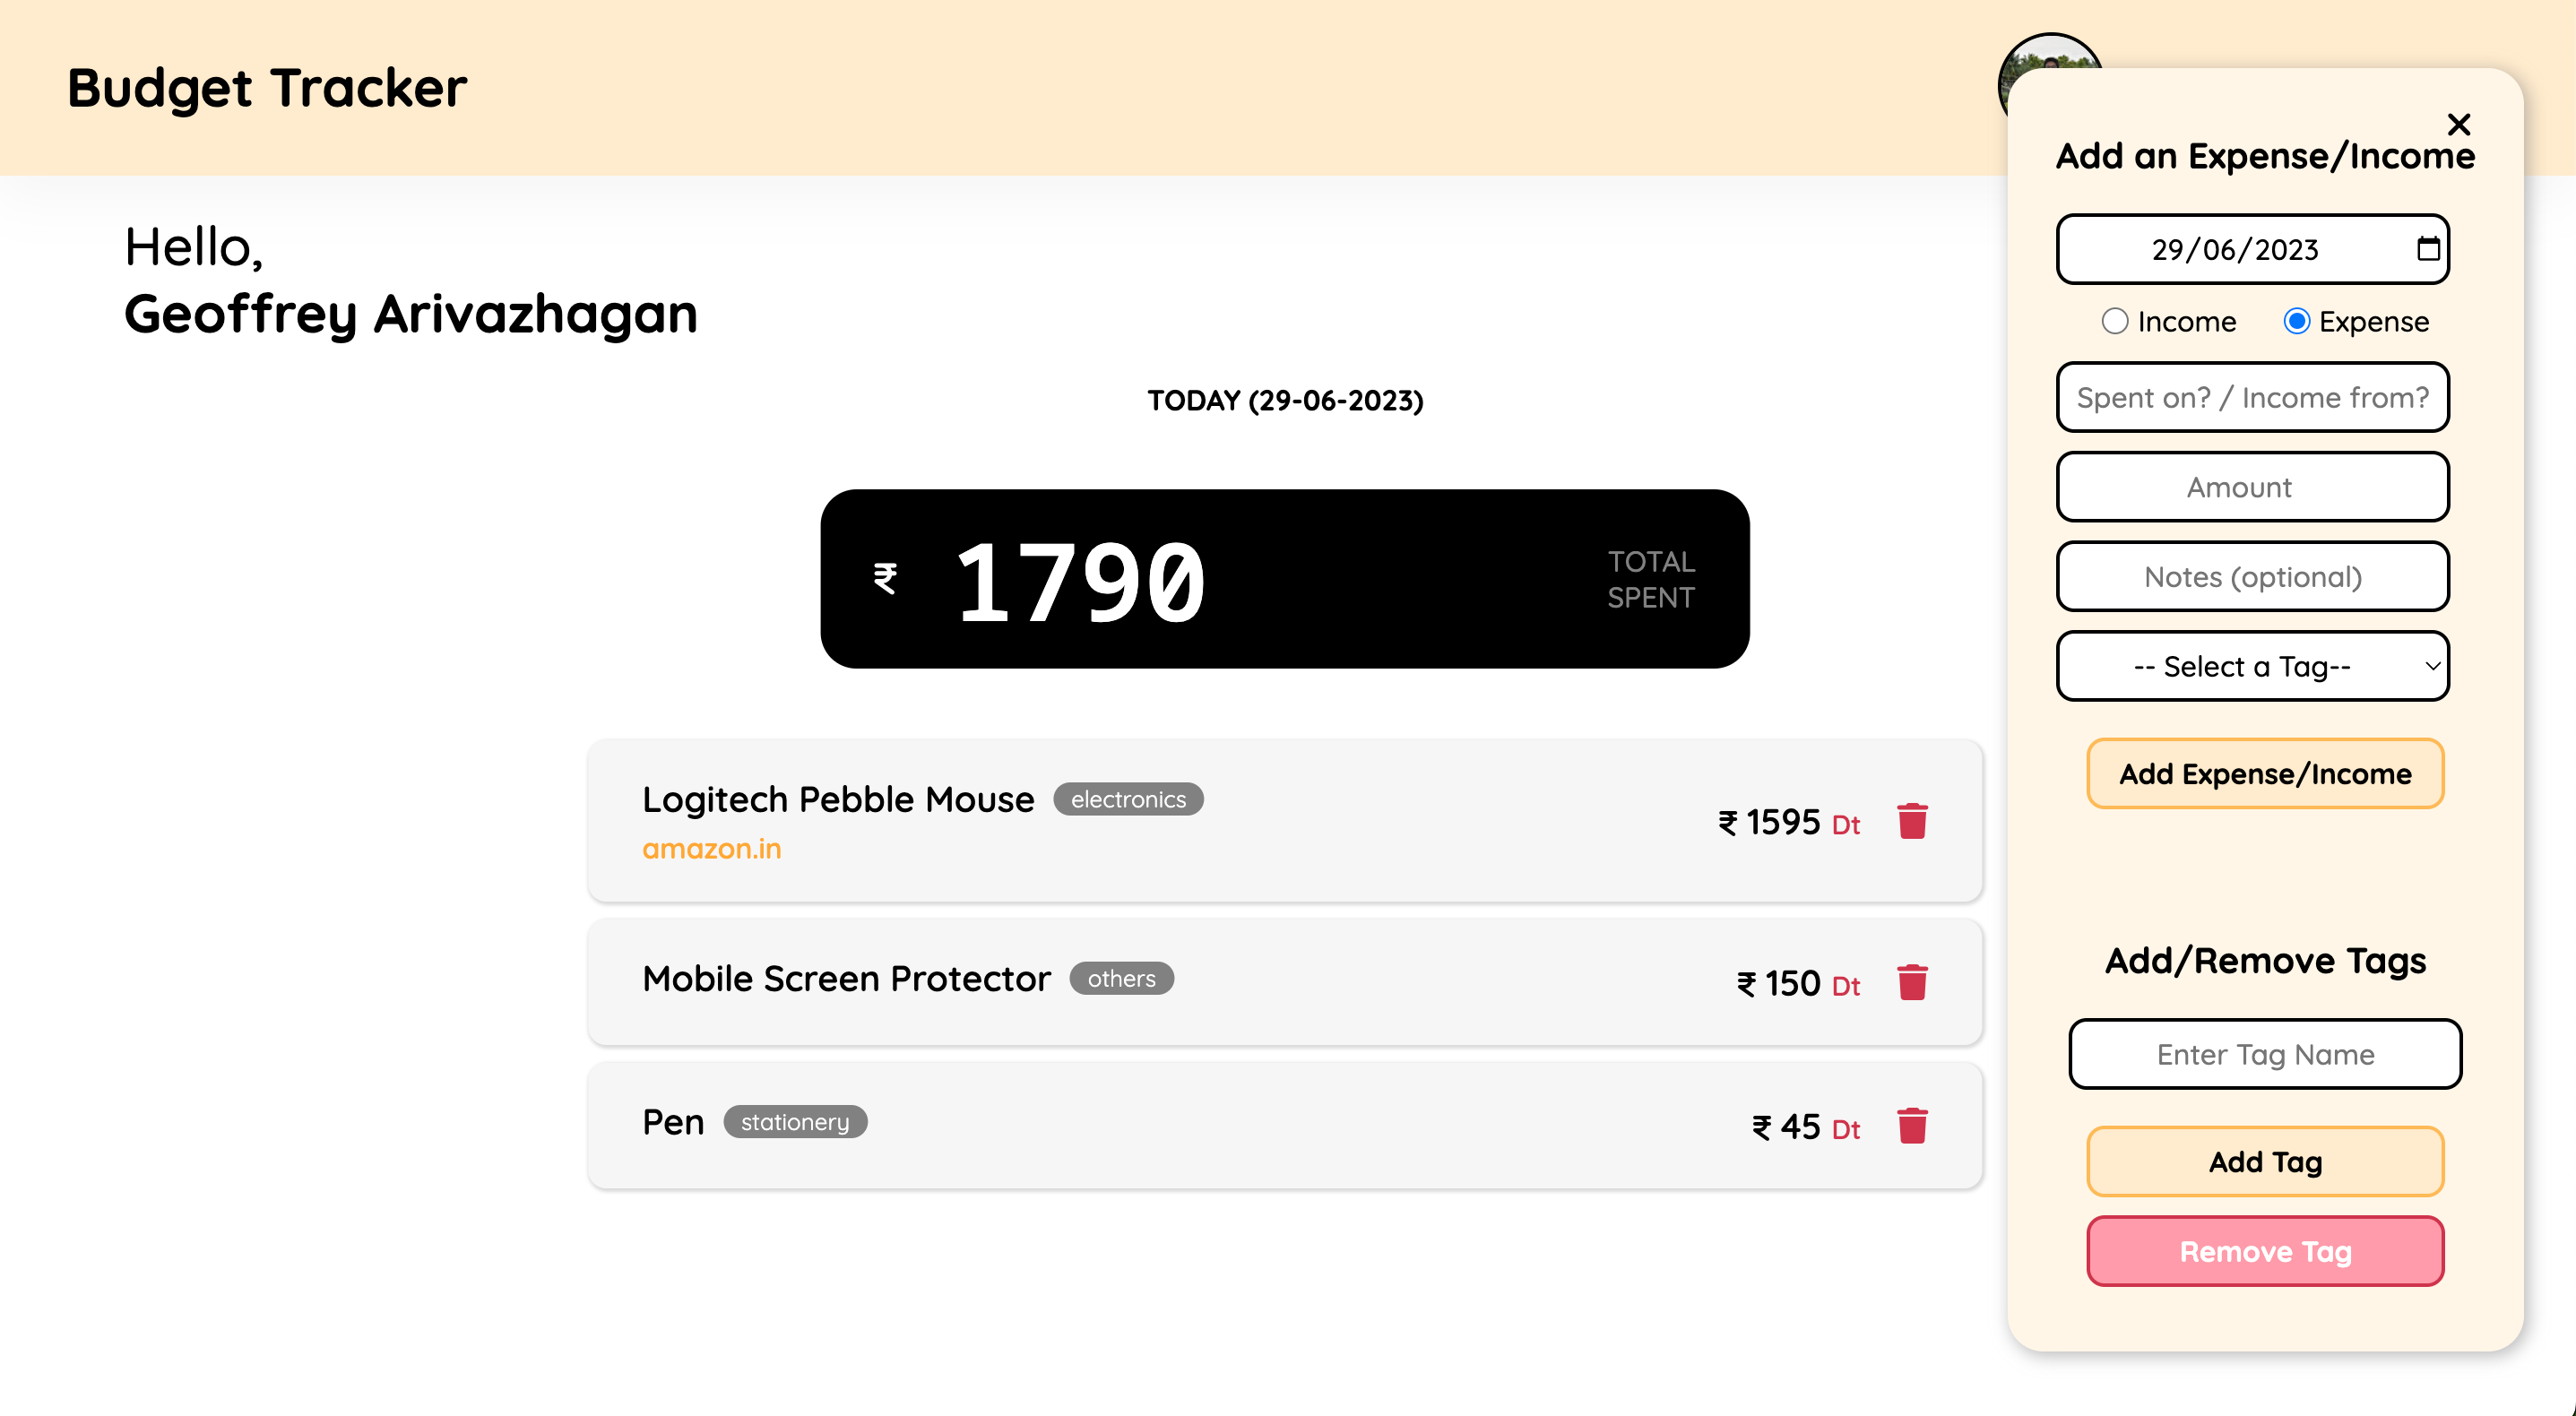 Budget Tracker
Hello,
Geoffrey Arivazhagan
TODAY (29-06-2023)
₹ 1790 TOTAL
SPENT
Logitech Pebble Mouse electronics
amazon.in
₹ 1595 Dt
Mobile Screen Protector others
₹ 150 Dt
Pen stationery
₹ 45 Dt
Add an Expense/Income
29/06/2023
Income Expense
Spent on? / Income from?
Amount
Notes (optional)
-- Select a Tag--
Add Expense/Income
Add/Remove Tags
Enter Tag Name
Add Tag
Remove Tag